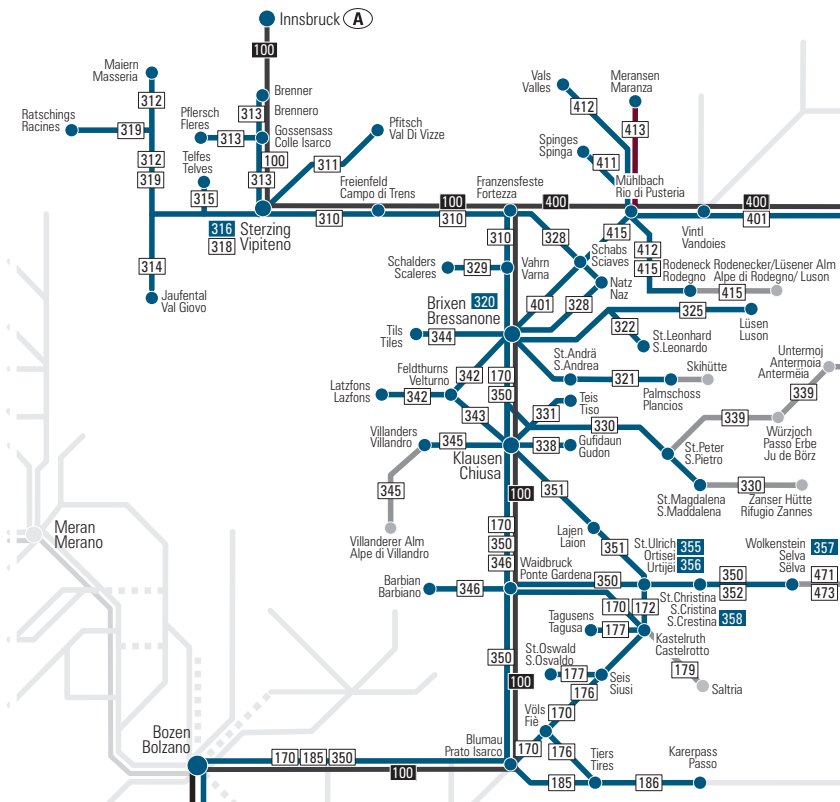 Innsbruck A
100
Maiern
Masseria
312
Ratschings
Racines
319
312
319
Brenner
Brennero
313
Pflersch
Fleres
313
Gossensass
Colle Isarco
100
313
Telfes
Telves
315
Pfitsch
Val Di Vizze
311
Freienfeld
Campo di Trens
310
100
310
316
318
Sterzing
Vipiteno
314
Jaufental
Val Giovo
Franzensfeste
Fortezza
400
Vals
Valles
412
Meransen
Maranza
413
Spinges
Spinga
411
Mühlbach
Rio di Pusteria
400
401
Vintl
Vandoies
310
328
415
412
415
Schabs
Sciaves
Schalders
Scaleres
329
Vahrn
Varna
Natz
Naz
401
328
Rodeneck
Rodegno
Rodenecker/Lüsener Alm
Alpe di Rodegno/ Luson
415
Brixen 320
Bressanone
325
Lüsen
Luson
322
St.Leonhard
S.Leonardo
Tils
Tiles
344
St.Andrä
S.Andrea
321
Skihütte
Palmschoss
Plancios
Untermoj
Antermoia
Antermëia
339
339
Würzjoch
Passo Erbe
Ju de Börz
Feldthurns
Velturno
342
170
350
Latzfons
Lazfons
342
343
Teis
Tiso
331
330
Villanders
Villandro
345
338
Gufidaun
Gudon
Klausen
Chiusa
St.Peter
S.Pietro
330
St.Magdalena
S.Maddalena
Zanser Hütte
Rifugio Zannes
345
Villanderer Alm
Alpe di Villandro
100
351
Meran
Merano
170
350
346
Lajen
Laion
351
St.Ulrich 355
Ortisei
Urtijëi 356
Wolkenstein 357
Selva
Sëlva
Waidbruck
Ponte Gardena
350
350
352
471
473
Barbian
Barbiano
346
170
172
St.Christina
S.Cristina
S.Crestina 358
Tagusens
Tagusa
177
Kastelruth
Castelrotto
179
Saltria
350
St.Oswald
S.Osvaldo
177
Seis
Siusi
176
100
170
Völs
Fiè
Bozen
Bolzano
170 185 350
100
Blumau
Prato Isarco
170
176
Tiers
Tires
185
186
Karerpass
Passo